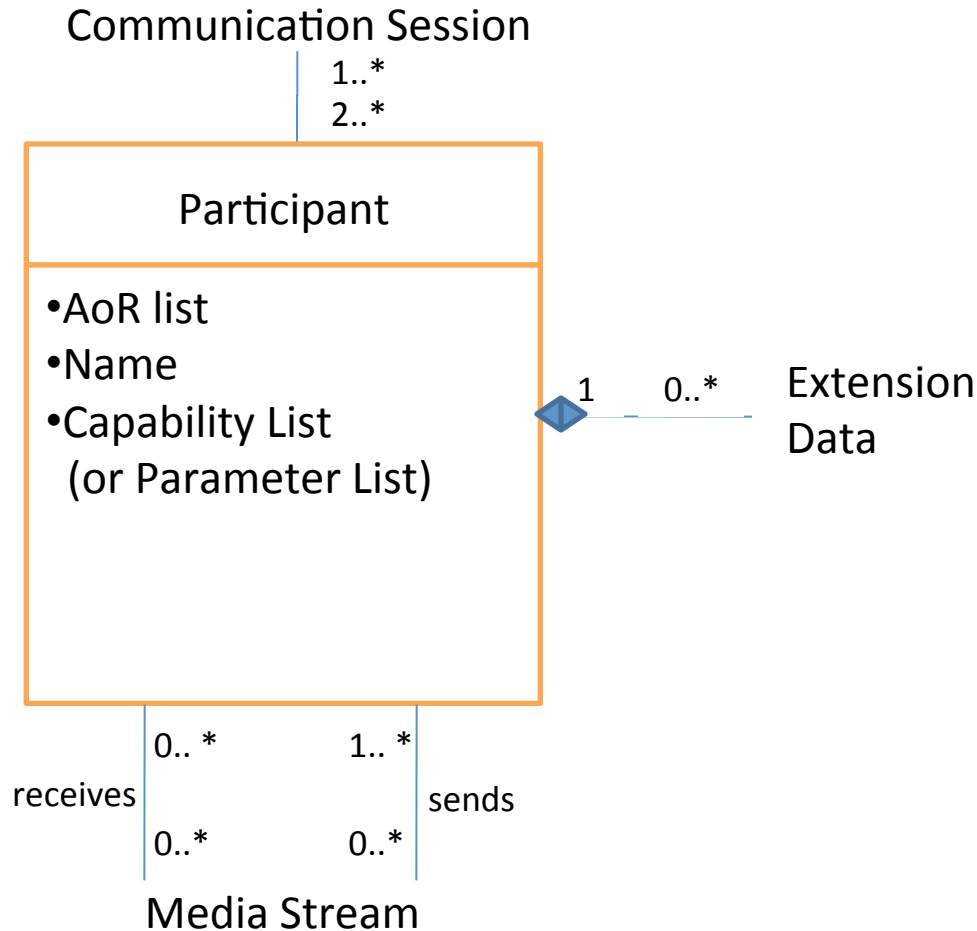 Communication Session
1..*
2..*
Participant
•AoR list
•Name
•Capability List
(or Parameter List)
1 0..*
Extension
Data
0.. * 1.. *
receives sends
0..* 0..*
Media Stream